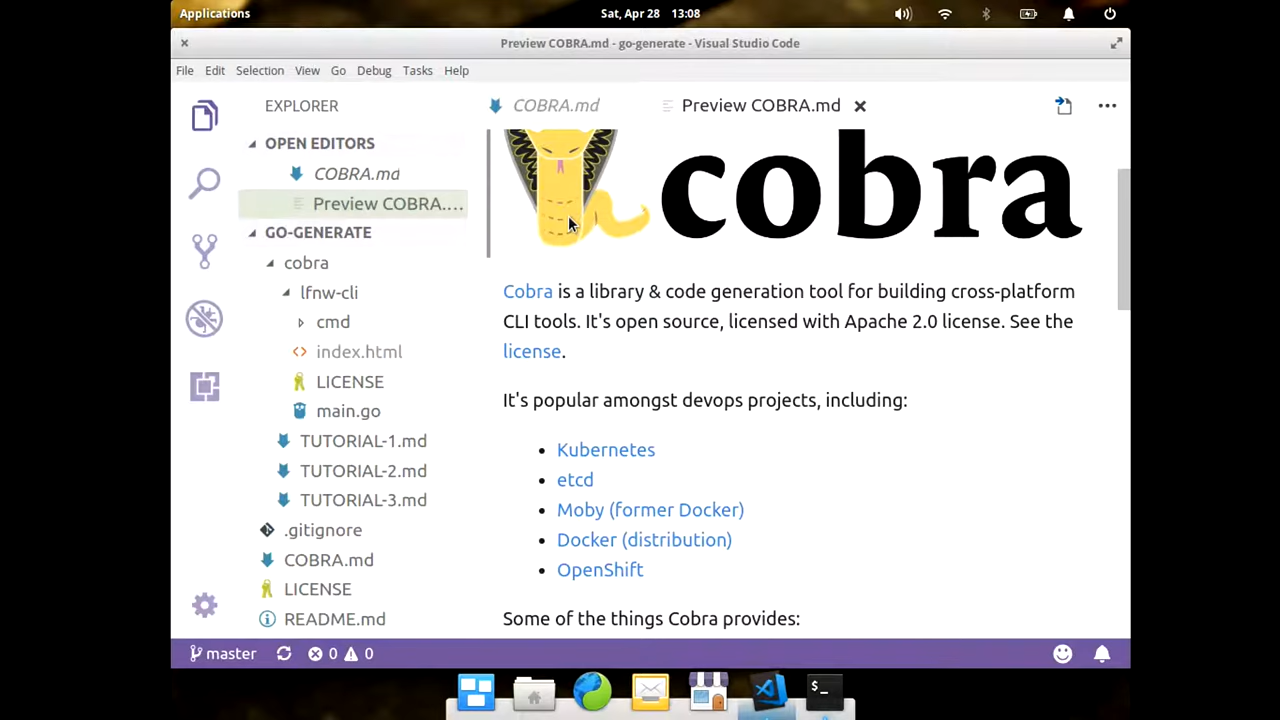 Applications
Sat, Apr 28 13:08
Preview COBRA.md - go-generate - Visual Studio Code
File Edit Selection View Go Debug Tasks Help
EXPLORER
OPEN EDITORS
COBRA.md
Preview COBRA....
GO-GENERATE
cobra
lfnw-cli
cmd
index.html
LICENSE
main.go
TUTORIAL-1.md
TUTORIAL-2.md
TUTORIAL-3.md
.gitignore
COBRA.md
LICENSE
README.md
COBRA.md
Preview COBRA.md
cobra
Cobra is a library & code generation tool for building cross-platform
CLI tools. It's open source, licensed with Apache 2.0 license. See the
license.
It's popular amongst devops projects, including:
• Kubernetes
• etcd
• Moby (former Docker)
• Docker (distribution)
• OpenShift
Some of the things Cobra provides:
master 0 0
$_